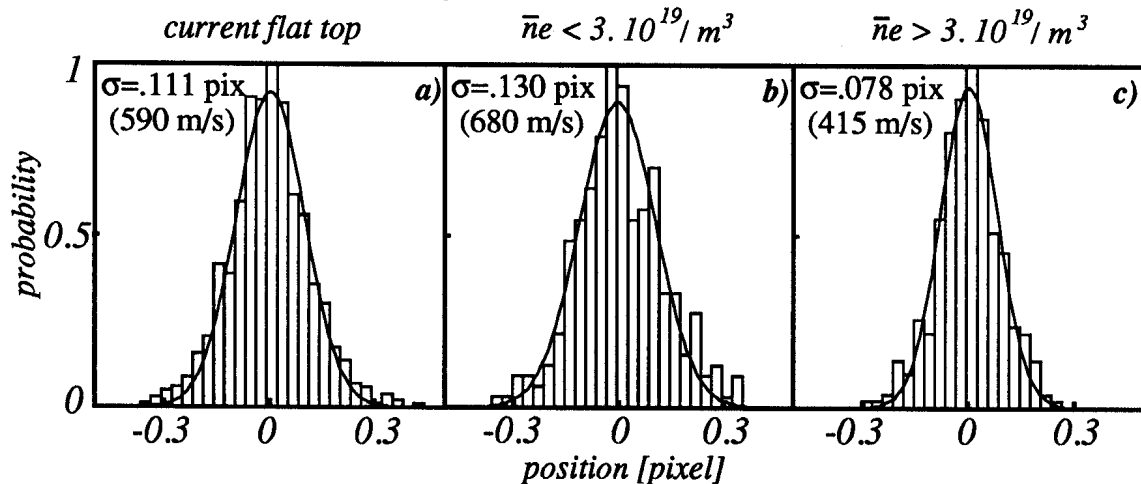 current flat top
n̄e < 3. 10¹⁹/ m³
n̄e > 3. 10¹⁹/ m³
probability
1
0.5
0
σ=.111 pix
(590 m/s)
a)
σ=.130 pix
(680 m/s)
b)
σ=.078 pix
(415 m/s)
c)
-0.3 0 0.3
-0.3 0 0.3
-0.3 0 0.3
position [pixel]